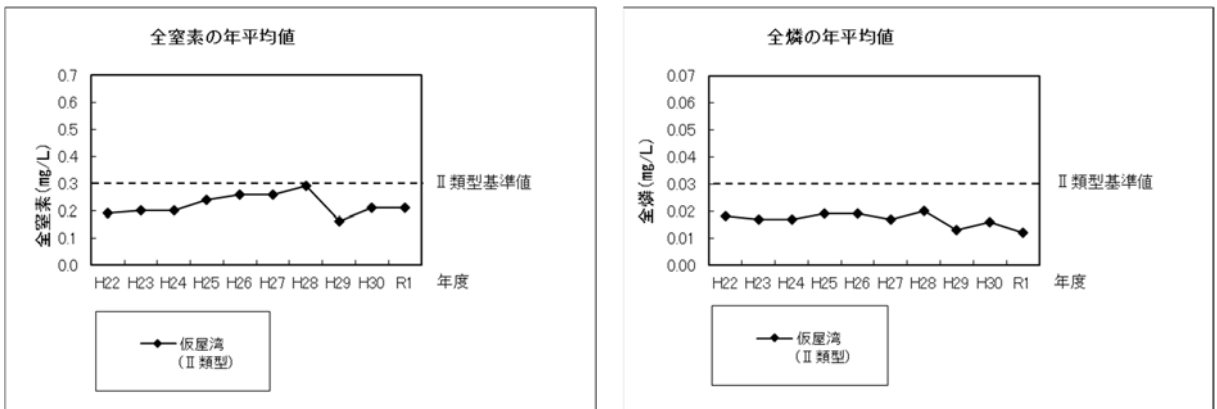 全窒素の年平均値
0.7
0.6
0.5
0.4
0.3
0.2
0.1
0.0
全窒素(mg/L)
Ⅱ類型基準値
H22 H23 H24 H25 H26 H27 H28 H29 H30 R1 年度
仮屋湾
(Ⅱ類型)
全燐の年平均値
0.07
0.06
0.05
0.04
0.03
0.02
0.01
0.00
全燐(mg/L)
Ⅱ類型基準値
H22 H23 H24 H25 H26 H27 H28 H29 H30 R1 年度
仮屋湾
(Ⅱ類型)